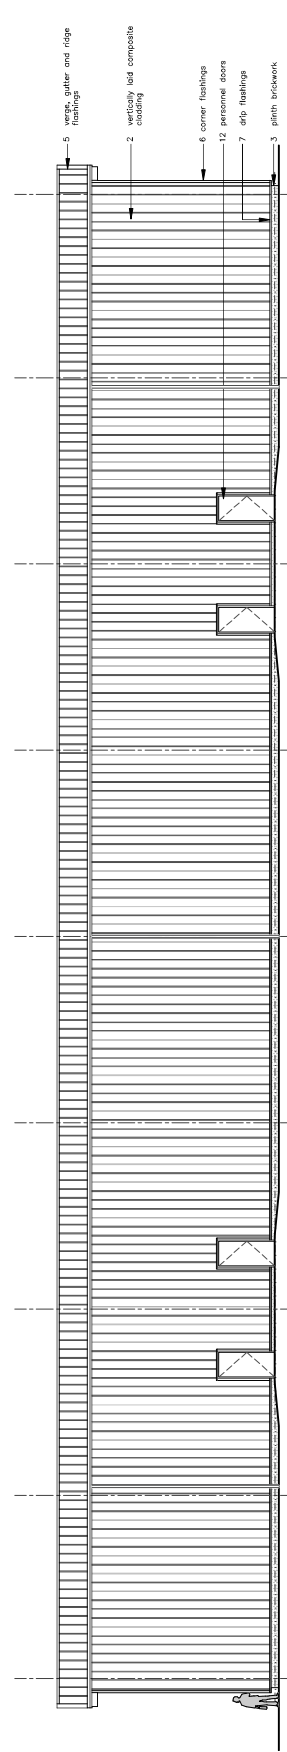 5 verge, gutter and ridge
flashings
2 vertically laid composite
cladding
6 corner flashings
12 personnel doors
7 drip flashings
3 plinth brickwork